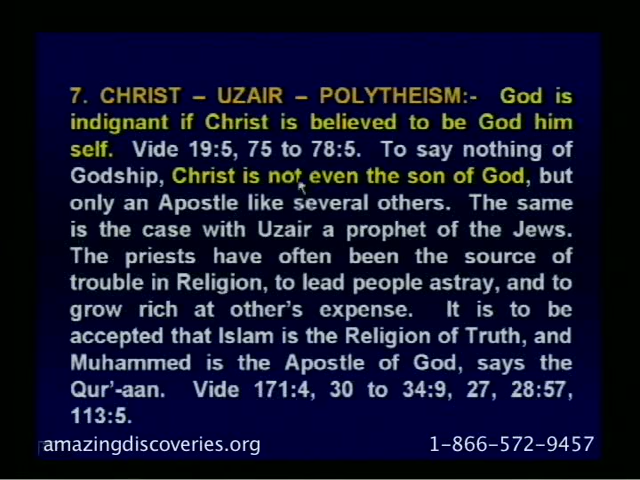 7. CHRIST – UZAIR – POLYTHEISM:- God is
indignant if Christ is believed to be God him
self. Vide 19:5, 75 to 78:5. To say nothing of
Godship, Christ is not even the son of God, but
only an Apostle like several others. The same
is the case with Uzair a prophet of the Jews.
The priests have often been the source of
trouble in Religion, to lead people astray, and to
grow rich at other's expense. It is to be
accepted that Islam is the Religion of Truth, and
Muhammed is the Apostle of God, says the
Qur'-aan. Vide 171:4, 30 to 34:9, 27, 28:57,
113:5.
amazingdiscoveries.org 1-866-572-9457